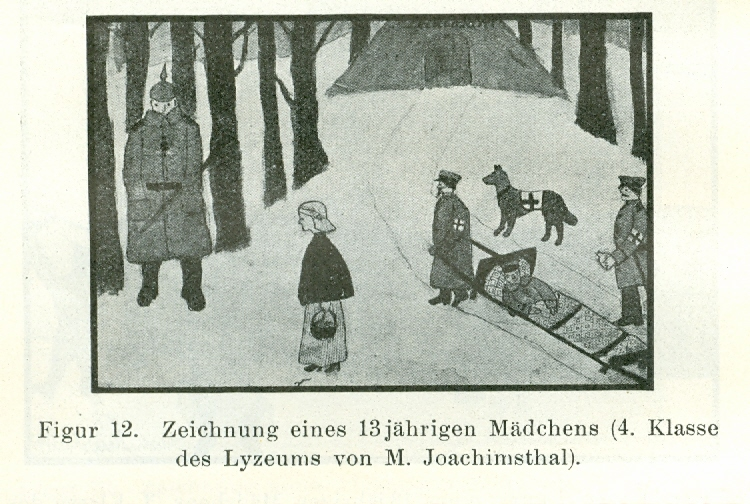 Figur 12. Zeichnung eines 13jährigen Mädchens (4. Klasse
des Lyzeums von M. Joachimsthal).